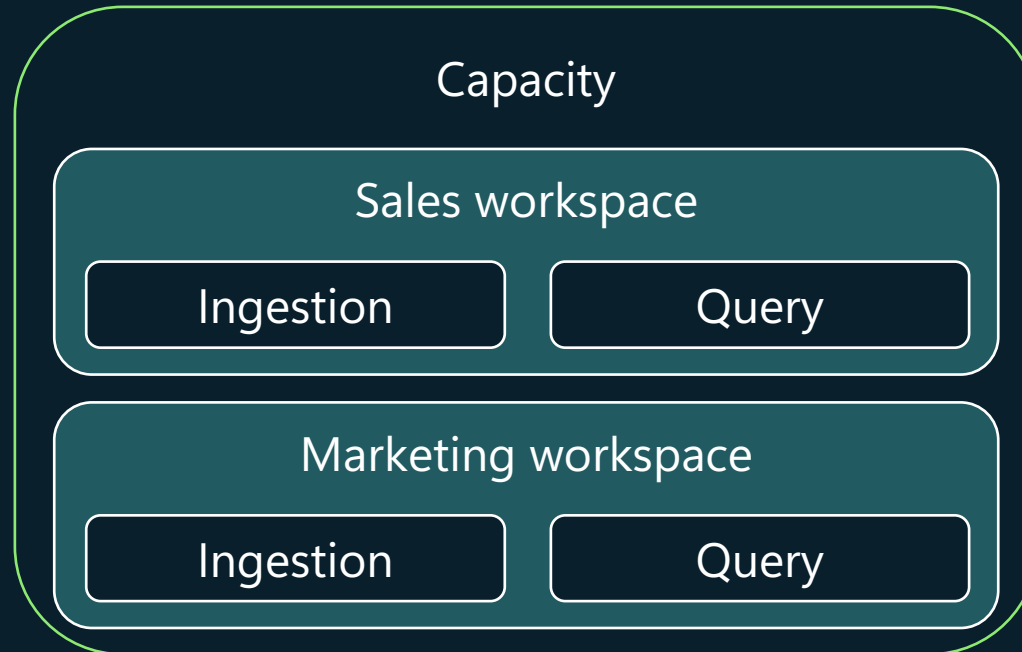 Capacity
Sales workspace
Ingestion
Query
Marketing workspace
Ingestion
Query